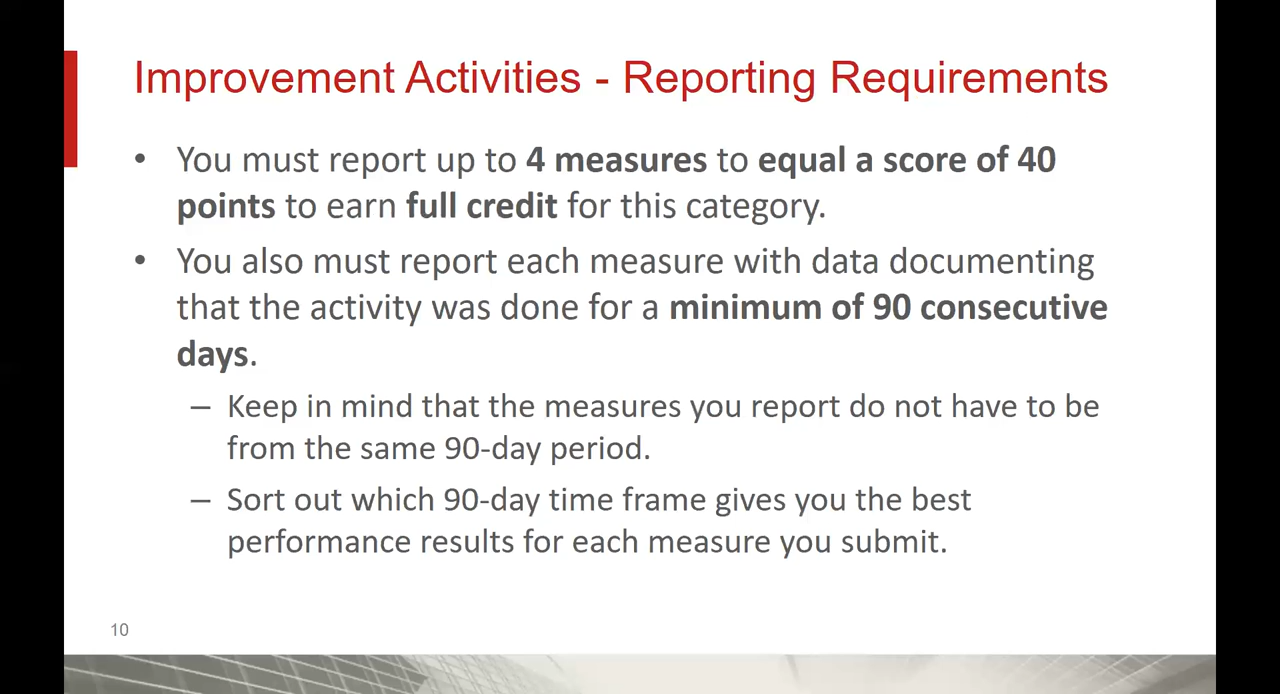 Improvement Activities - Reporting Requirements
• You must report up to 4 measures to equal a score of 40
points to earn full credit for this category.
• You also must report each measure with data documenting
that the activity was done for a minimum of 90 consecutive
days.
– Keep in mind that the measures you report do not have to be
from the same 90-day period.
– Sort out which 90-day time frame gives you the best
performance results for each measure you submit.
10